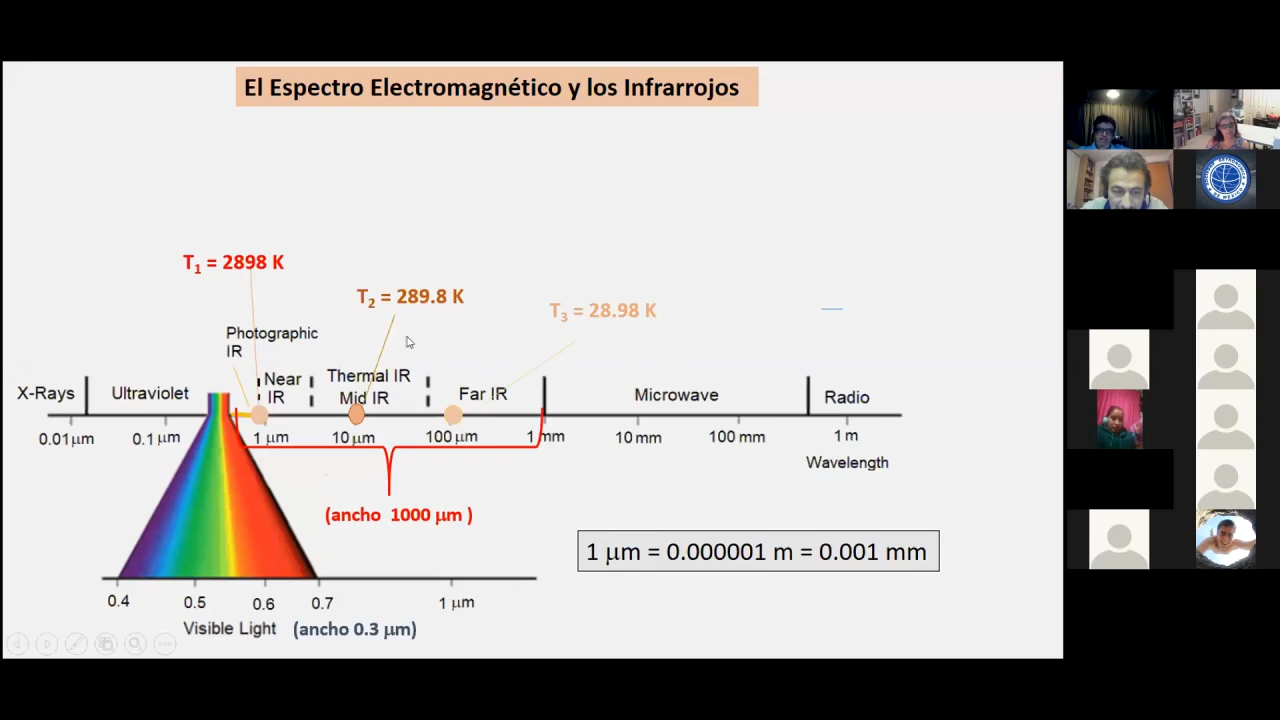 El Espectro Electromagnético y los Infrarrojos
T1 = 2898 K
T2 = 289.8 K
T3 = 28.98 K
Photographic
IR
Near
IR
Thermal IR
Mid IR
X-Rays
Ultraviolet
Far IR
Microwave
Radio
0.01 μm
0.1 μm
1 μm
10 μm
100 μm
1 mm
10 mm
100 mm
1 m
Wavelength
(ancho 1000 μm )
1 μm = 0.000001 m = 0.001 mm
0.4
0.5
0.6
0.7
1 μm
Visible Light
(ancho 0.3 μm)